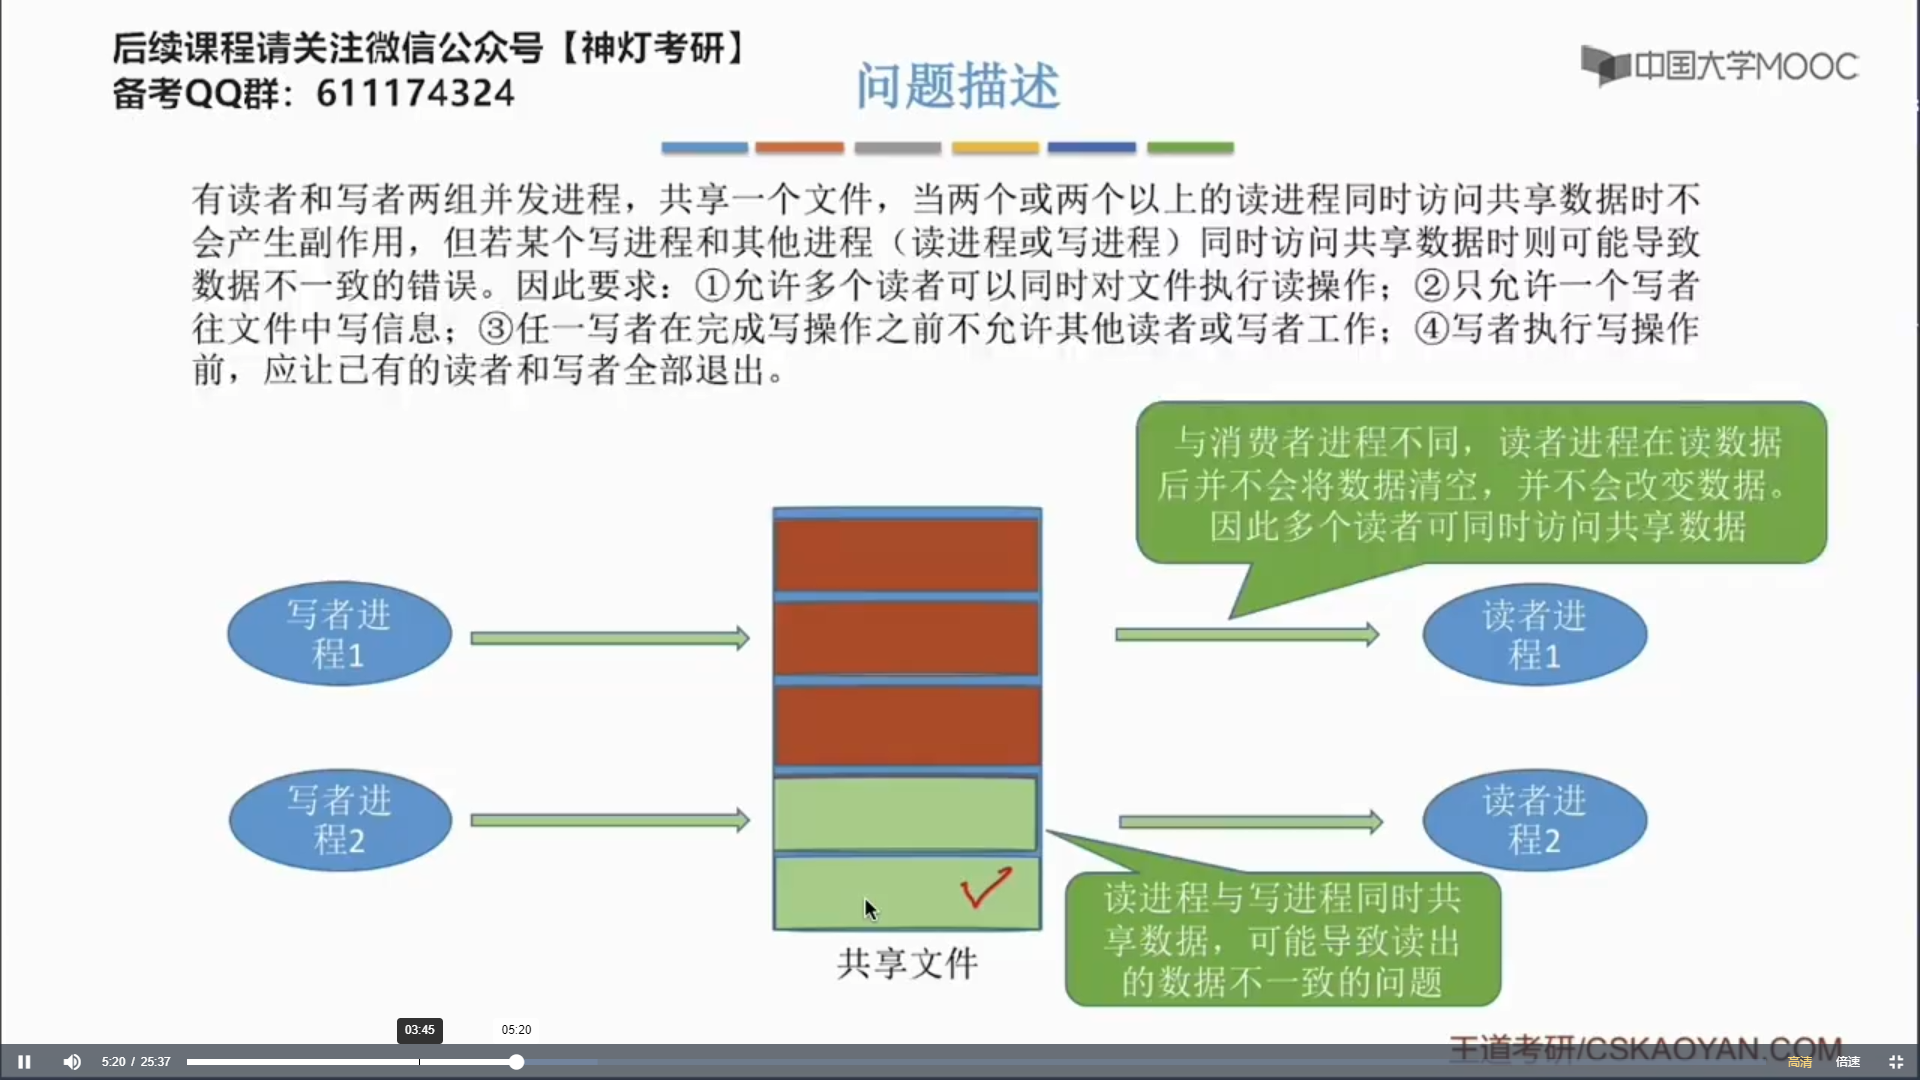 后续课程请关注微信公众号【神灯考研】
备考QQ群：611174324
中国大学MOOC
问题描述
有读者和写者两组并发进程，共享一个文件，当两个或两个以上的读进程同时访问共享数据时不
会产生副作用，但若某个写进程和其他进程（读进程或写进程）同时访问共享数据时则可能导致
数据不一致的错误。因此要求：①允许多个读者可以同时对文件执行读操作；②只允许一个写者
往文件中写信息；③任一写者在完成写操作之前不允许其他读者或写者工作；④写者执行写操作
前，应让已有的读者和写者全部退出。
与消费者进程不同，读者进程在读数据
后并不会将数据清空，并不会改变数据。
因此多个读者可同时访问共享数据
写者进
程1
读者进
程1
写者进
程2
读者进
程2
读进程与写进程同时共
享数据，可能导致读出
的数据不一致的问题
共享文件
03:45
05:20
王道考研/CSKAOYAN.COM
5:20 / 25:37
高清
倍速